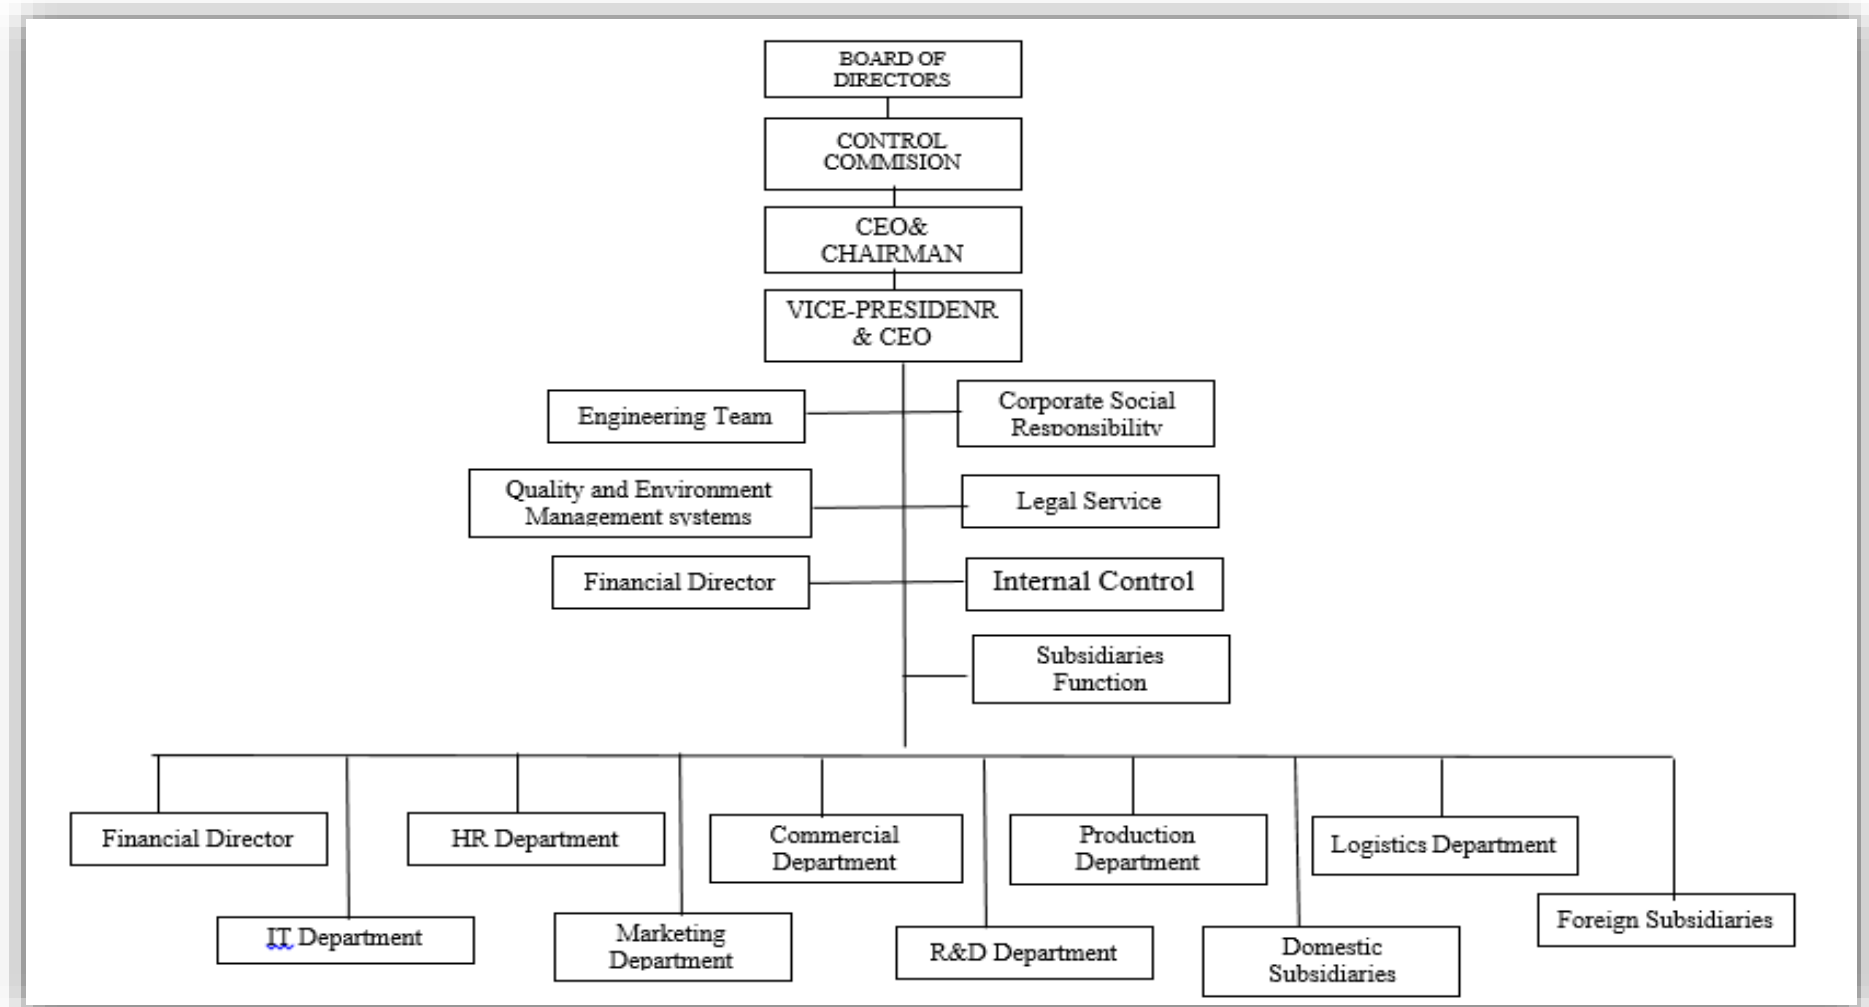 BOARD OF
DIRECTORS
CONTROL
COMMISION
CEO&
CHAIRMAN
VICE-PRESIDENR
& CEO
Engineering Team
Corporate Social
Responsibility
Quality and Environment
Management systems
Legal Service
Financial Director
Internal Control
Subsidiaries
Function
Financial Director
HR Department
Commercial
Department
Production
Department
Logistics Department
IT Department
Marketing
Department
R&D Department
Domestic
Subsidiaries
Foreign Subsidiaries